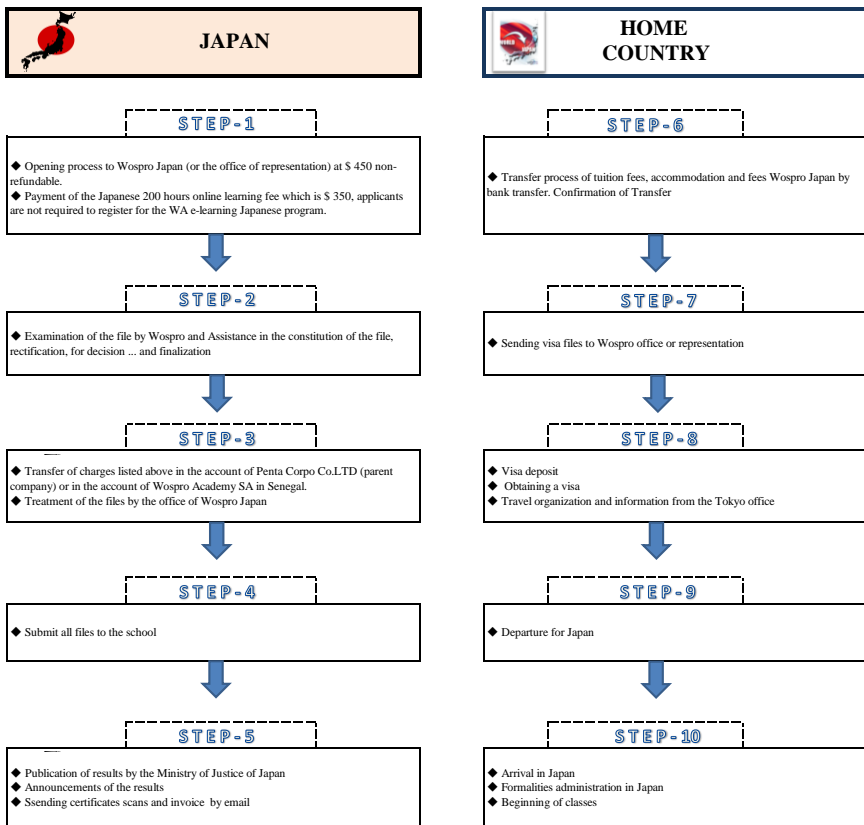 JAPAN
STEP-1
◆ Opening process to Wospro Japan (or the office of representation) at $ 450 non-
refundable.
◆ Payment of the Japanese 200 hours online learning fee which is $ 350, applicants
are not required to register for the WA e-learning Japanese program.
STEP-2
◆ Examination of the file by Wospro and Assistance in the constitution of the file,
rectification, for decision ... and finalization
STEP-3
◆ Transfer of charges listed above in the account of Penta Corpo Co.LTD (parent
company) or in the account of Wospro Academy SA in Senegal.
◆ Treatment of the files by the office of Wospro Japan
STEP-4
◆ Submit all files to the school
STEP-5
◆ Publication of results by the Ministry of Justice of Japan
◆ Announcements of the results
◆ Ssending certificates scans and invoice by email
HOME
COUNTRY
STEP-6
◆ Transfer process of tuition fees, accommodation and fees Wospro Japan by
bank transfer. Confirmation of Transfer
STEP-7
◆ Sending visa files to Wospro office or representation
STEP-8
◆ Visa deposit
◆ Obtaining a visa
◆ Travel organization and information from the Tokyo office
STEP-9
◆ Departure for Japan
STEP-10
◆ Arrival in Japan
◆ Formalities administration in Japan
◆ Beginning of classes